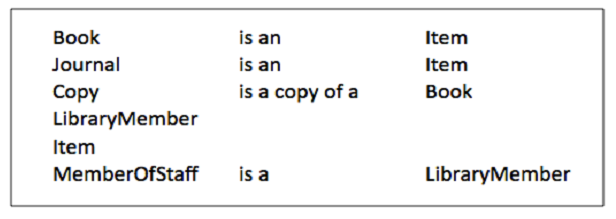 Book is an Item
Journal is an Item
Copy is a copy of a Book
LibraryMember
Item
MemberOfStaff is a LibraryMember